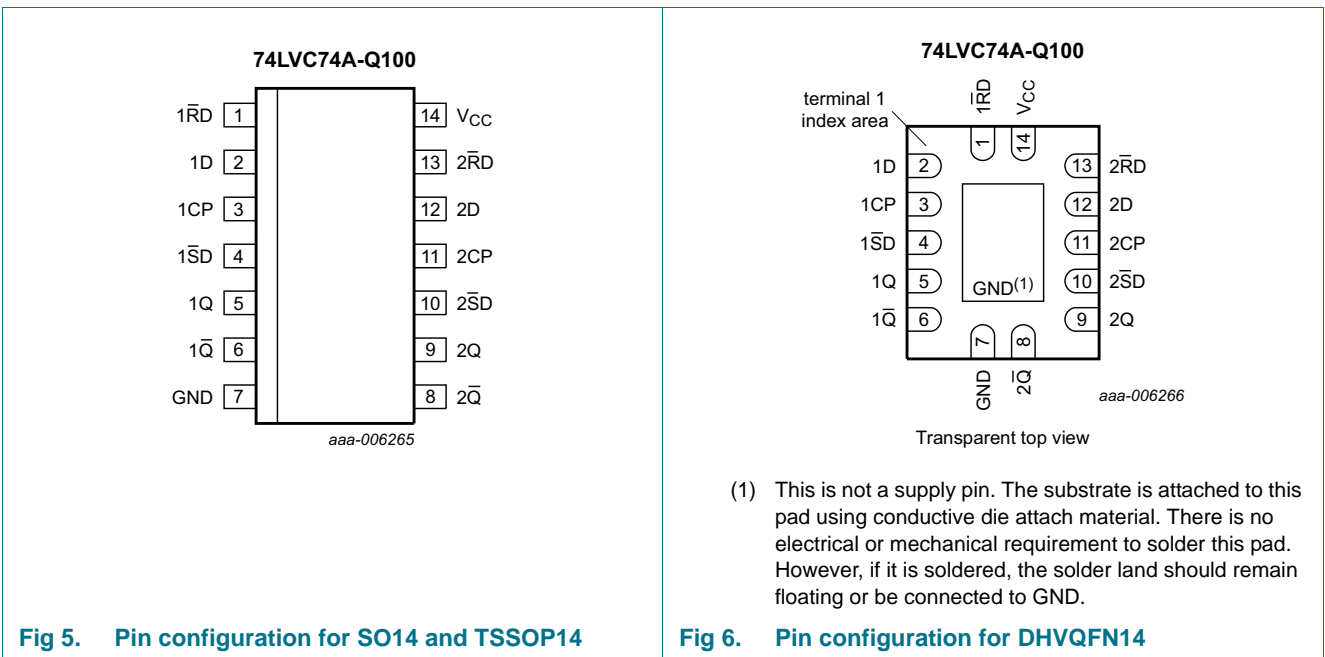 74LVC74A-Q100
1R̅D 1
14 VCC
1D 2
13 2R̅D
1CP 3
12 2D
1S̅D 4
11 2CP
1Q 5
10 2S̅D
1Q̅ 6
9 2Q
GND 7
8 2Q̅
aaa-006265
Fig 5. Pin configuration for SO14 and TSSOP14
74LVC74A-Q100
terminal 1
index area
1R̅D
VCC
1
14
1D 2
13 2R̅D
1CP 3
12 2D
1S̅D 4
11 2CP
1Q 5
GND(1)
10 2S̅D
1Q̅ 6
9 2Q
7
8
GND
2Q̅
aaa-006266
Transparent top view
(1) This is not a supply pin. The substrate is attached to this
pad using conductive die attach material. There is no
electrical or mechanical requirement to solder this pad.
However, if it is soldered, the solder land should remain
floating or be connected to GND.
Fig 6. Pin configuration for DHVQFN14